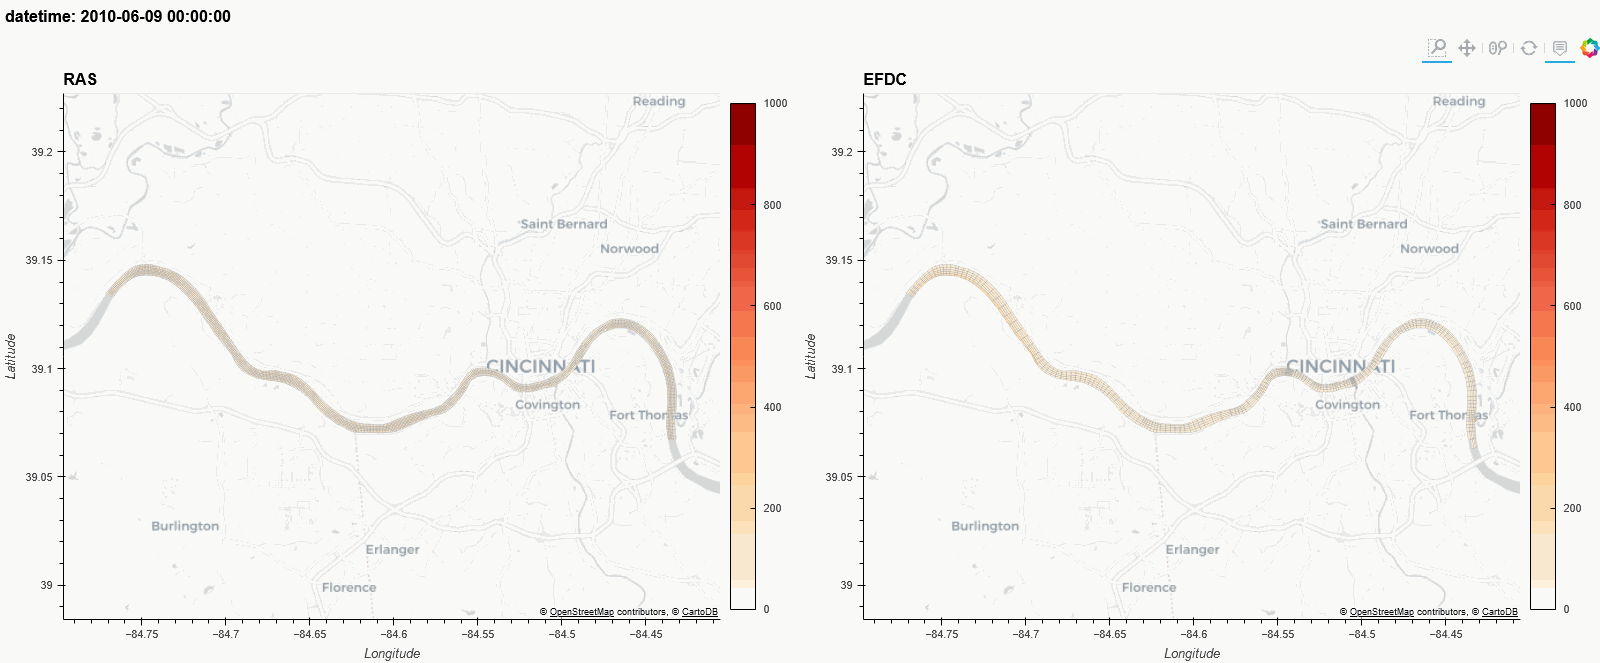 datetime: 2010-06-09 00:00:00
RAS
Reading
Saint Bernard
Norwood
CINCINNATI
Covington
Fort Thomas
Burlington
Erlanger
Florence
© OpenStreetMap contributors, © CartoDB
39.2
39.15
39.1
39.05
39
Latitude
−84.75
−84.7
−84.65
−84.6
−84.55
−84.5
−84.45
Longitude
1000
800
600
400
200
0
EFDC
Reading
Saint Bernard
Norwood
CINCINNATI
Covington
Fort Thomas
Burlington
Erlanger
Florence
© OpenStreetMap contributors, © CartoDB
39.2
39.15
39.1
39.05
39
Latitude
−84.75
−84.7
−84.65
−84.6
−84.55
−84.5
−84.45
Longitude
1000
800
600
400
200
0